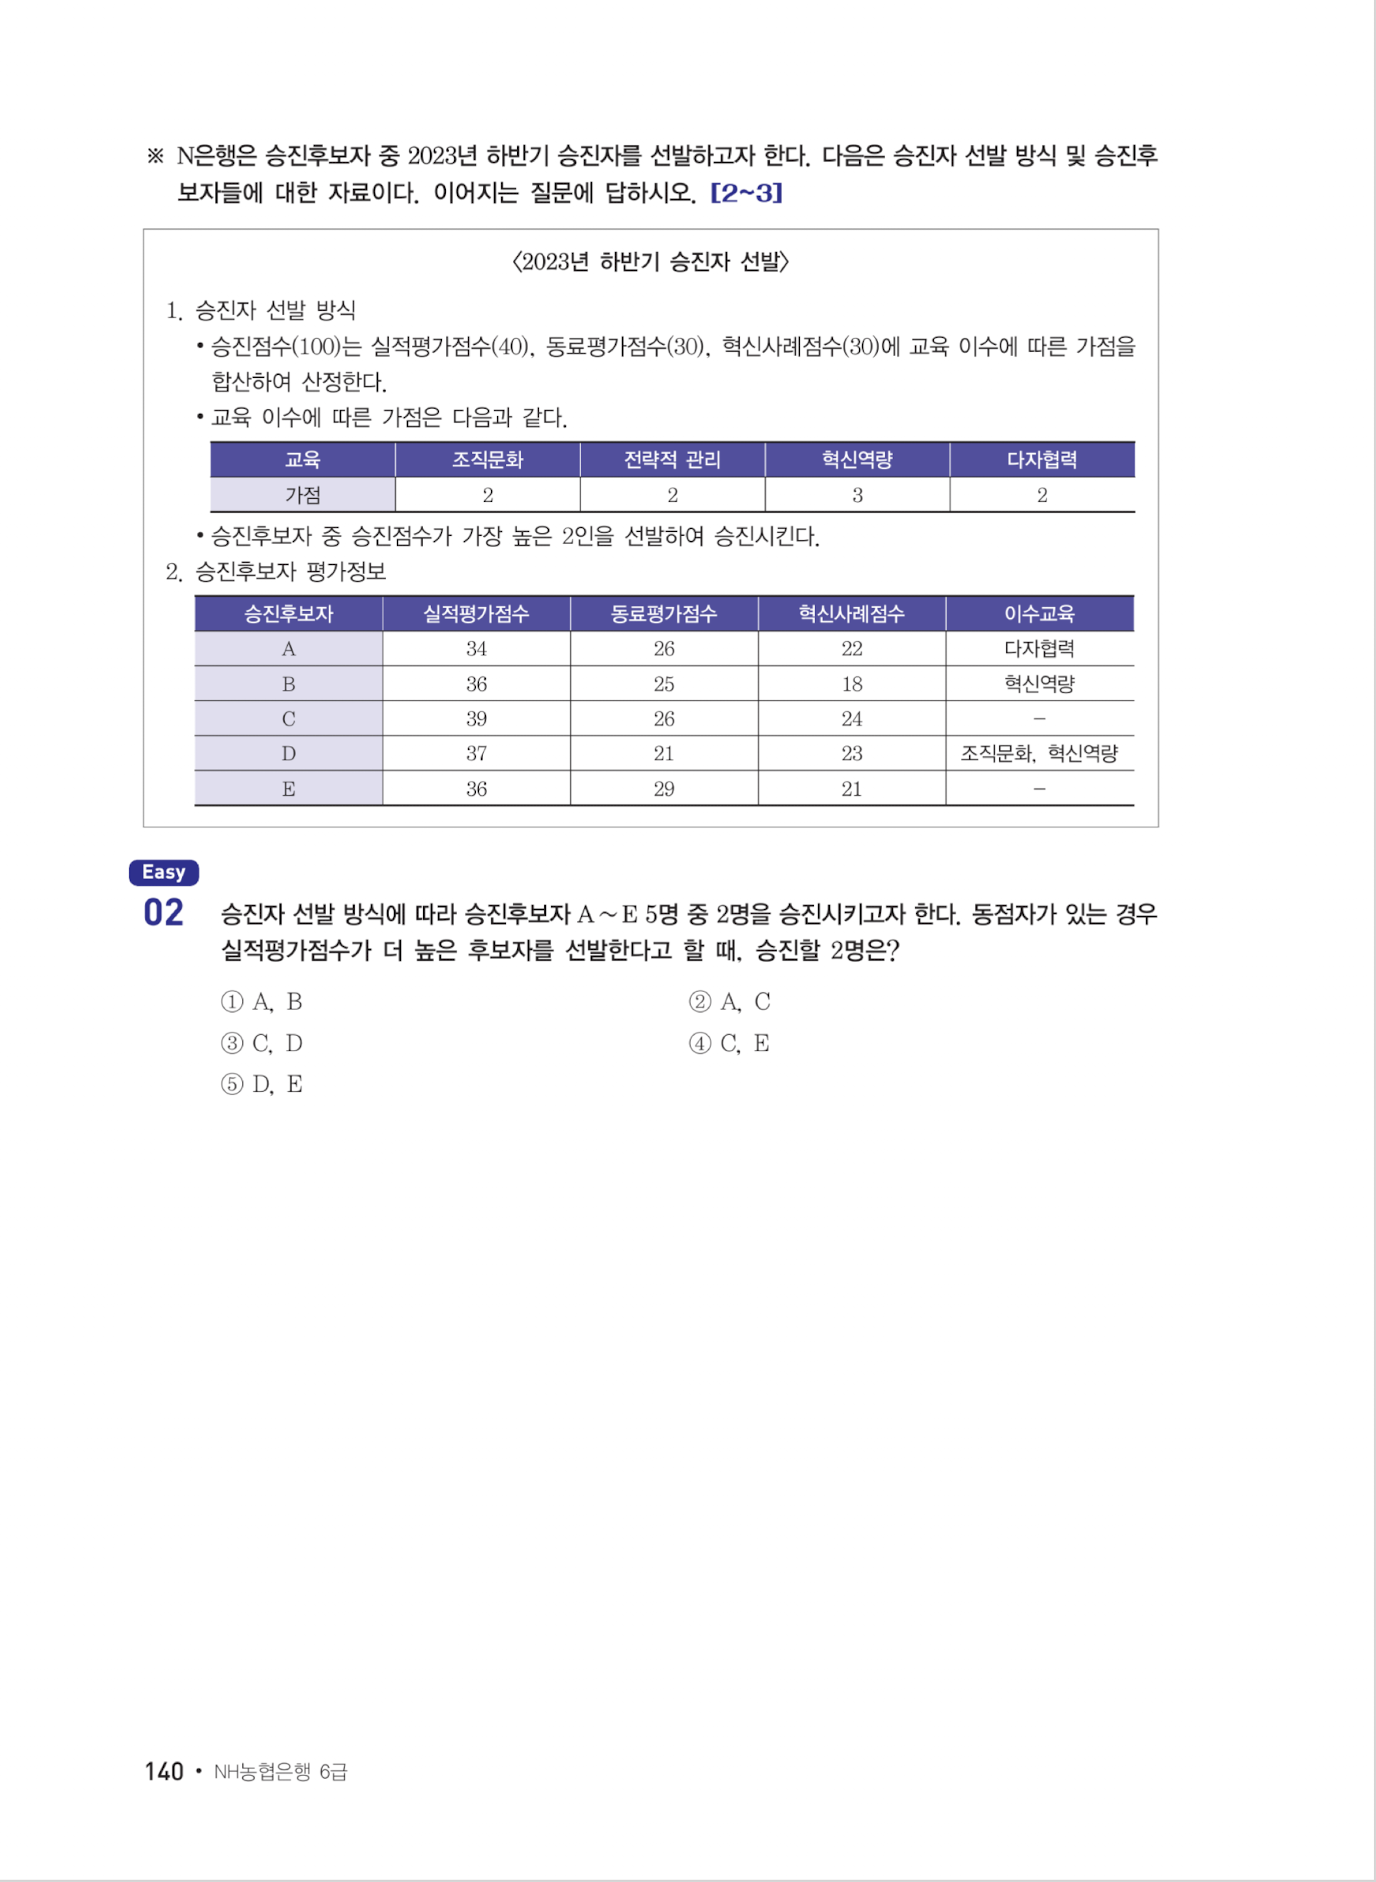 ※ N은행은 승진후보자 중 2023년 하반기 승진자를 선발하고자 한다. 다음은 승진자 선발 방식 및 승진후
보자들에 대한 자료이다. 이어지는 질문에 답하시오. [2~3]
〈2023년 하반기 승진자 선발〉
1. 승진자 선발 방식
• 승진점수(100)는 실적평가점수(40), 동료평가점수(30), 혁신사례점수(30)에 교육 이수에 따른 가점을
합산하여 산정한다.
• 교육 이수에 따른 가점은 다음과 같다.
교육 조직문화 전략적 관리 혁신역량 다자협력
가점 2 2 3 2
• 승진후보자 중 승진점수가 가장 높은 2인을 선발하여 승진시킨다.
2. 승진후보자 평가정보
승진후보자 실적평가점수 동료평가점수 혁신사례점수 이수교육
A 34 26 22 다자협력
B 36 25 18 혁신역량
C 39 26 24 －
D 37 21 23 조직문화, 혁신역량
E 36 29 21 －
Easy
02 승진자 선발 방식에 따라 승진후보자 A～E 5명 중 2명을 승진시키고자 한다. 동점자가 있는 경우
실적평가점수가 더 높은 후보자를 선발한다고 할 때, 승진할 2명은?
① A, B ② A, C
③ C, D ④ C, E
⑤ D, E
140 • NH농협은행 6급